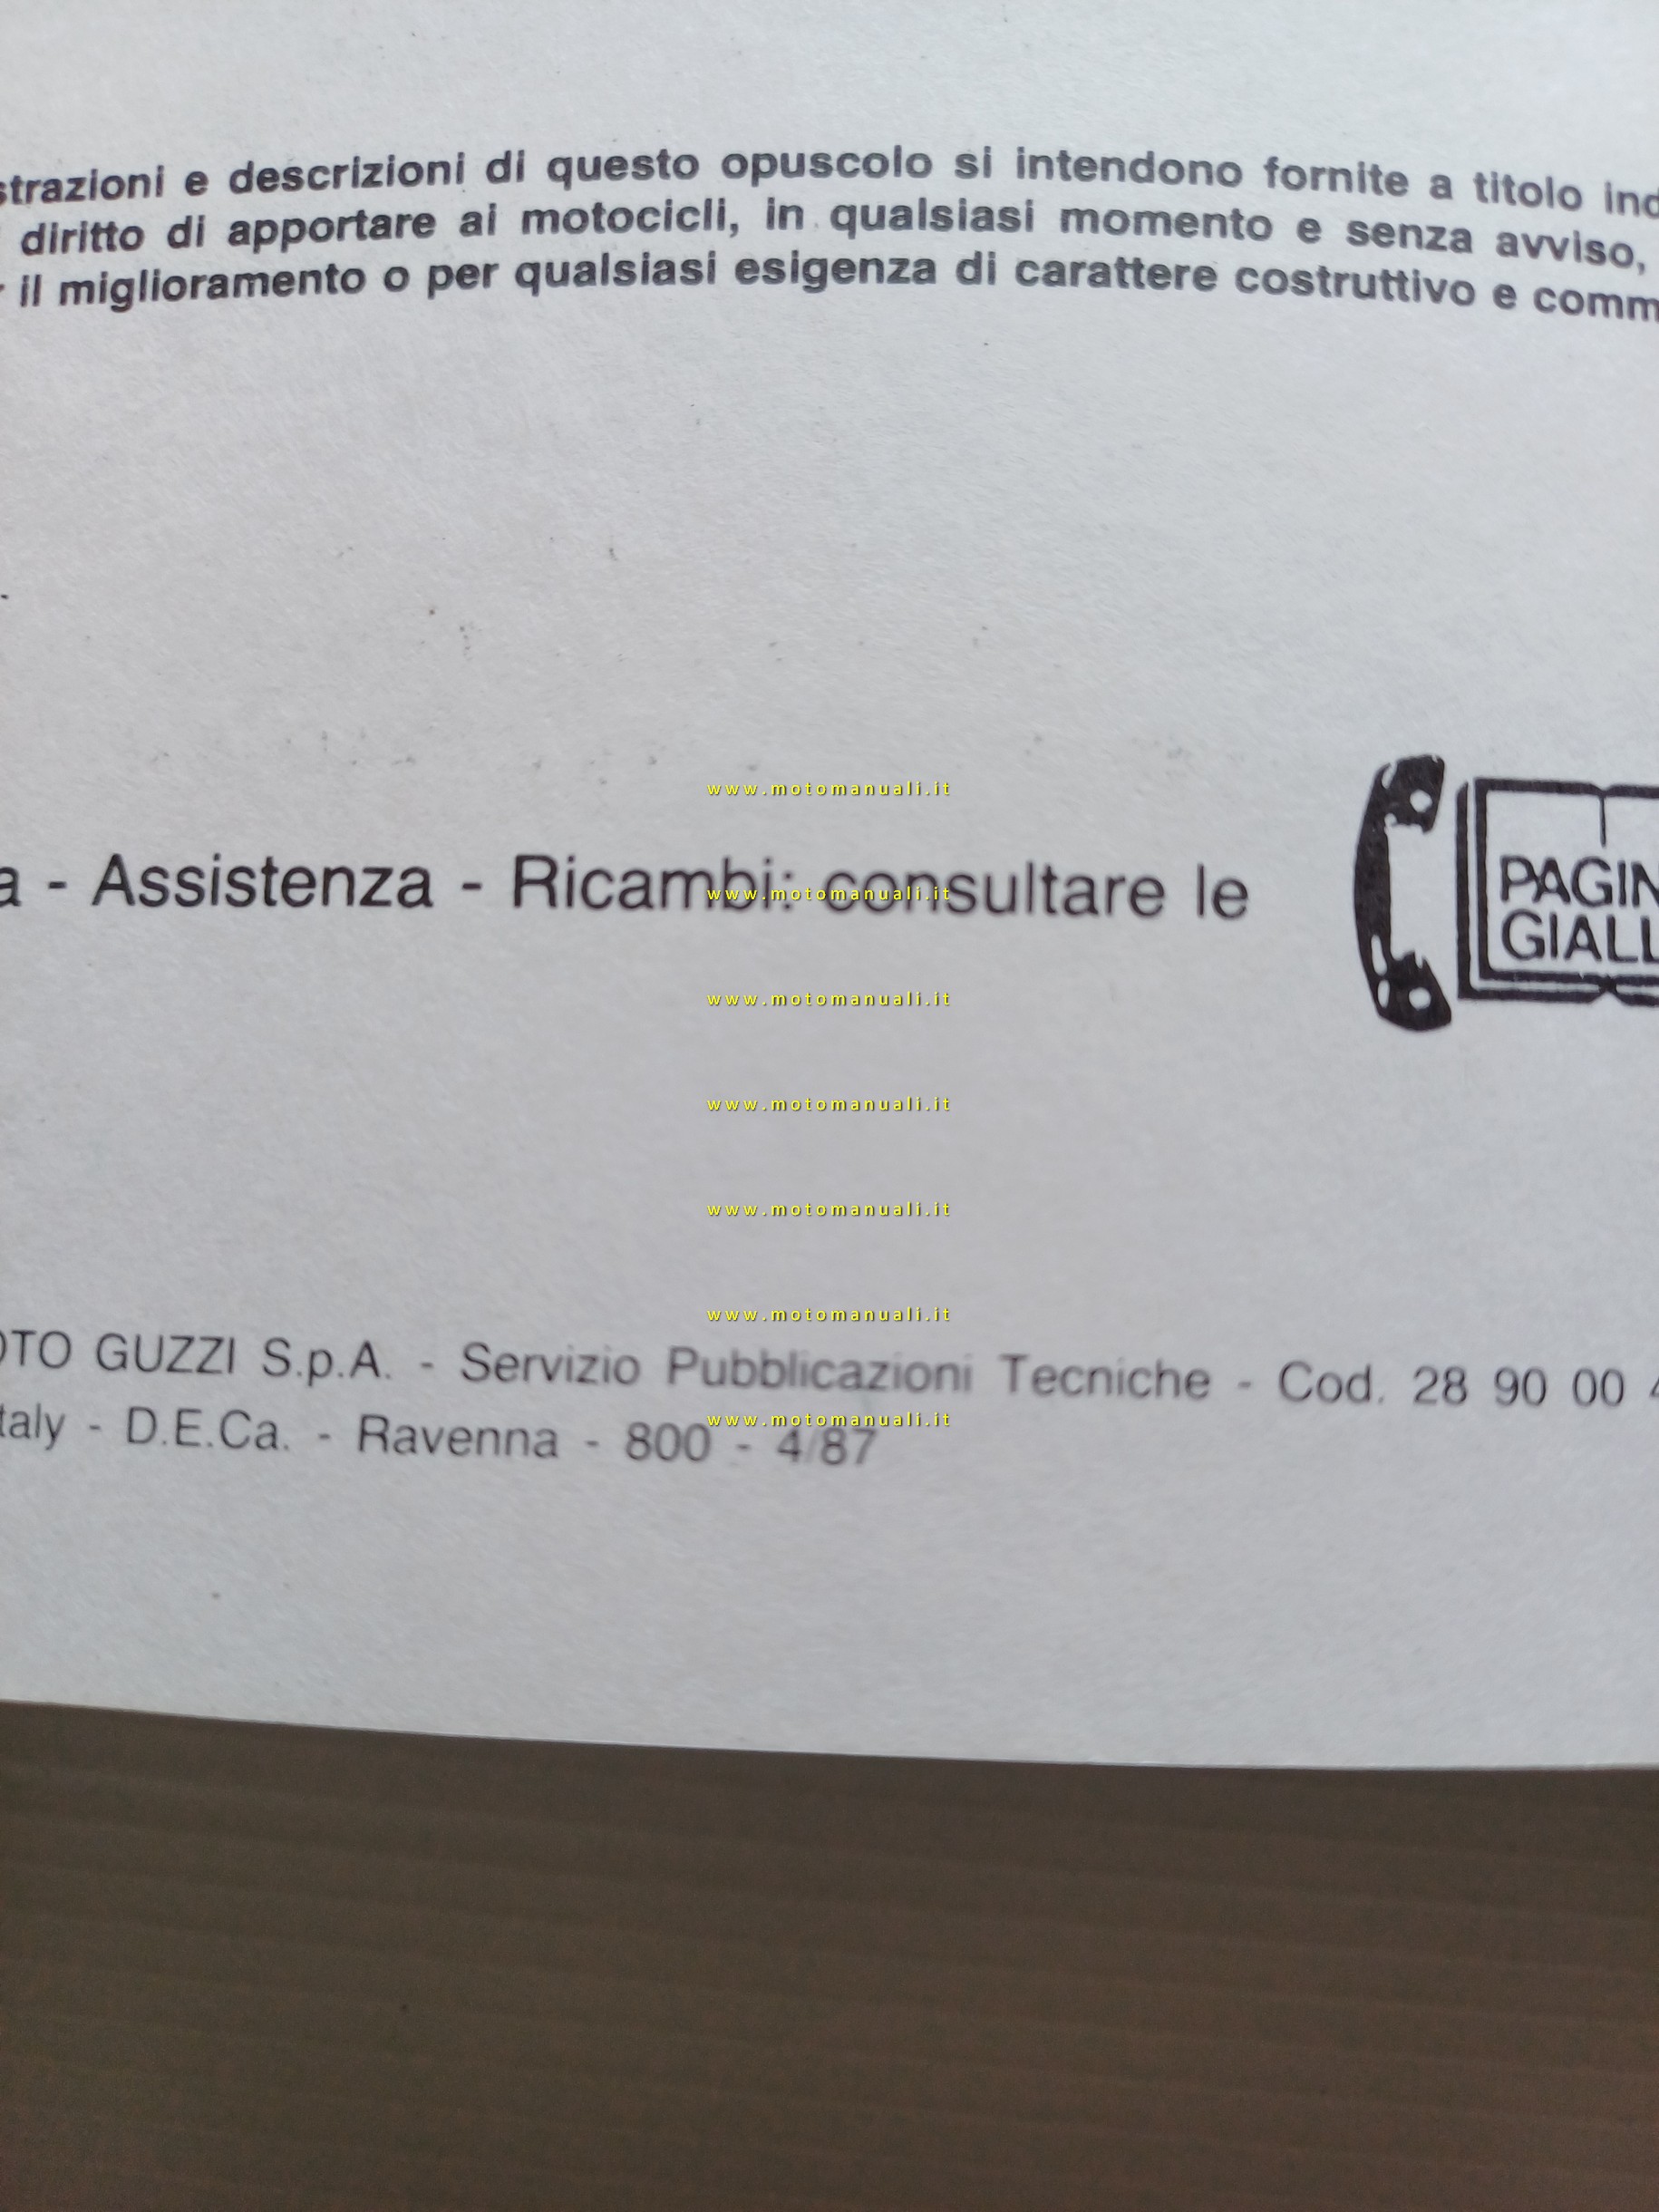 strazioni e descrizioni di questo opuscolo si intendono fornite a titolo ind
diritto di apportare ai motocicli, in qualsiasi momento e senza avviso,
il miglioramento o per qualsiasi esigenza di carattere costruttivo e comm
www.motomanuali.it
a - Assistenza - Ricambi: consultare le
PAGIN
GIALL
www.motomanuali.it
www.motomanuali.it
www.motomanuali.it
www.motomanuali.it
www.motomanuali.it
OTO GUZZI S.p.A. - Servizio Pubblicazioni Tecniche - Cod. 28 90 00 4
taly - D.E.Ca. - Ravenna - 800 - 4/87
www.motomanuali.it